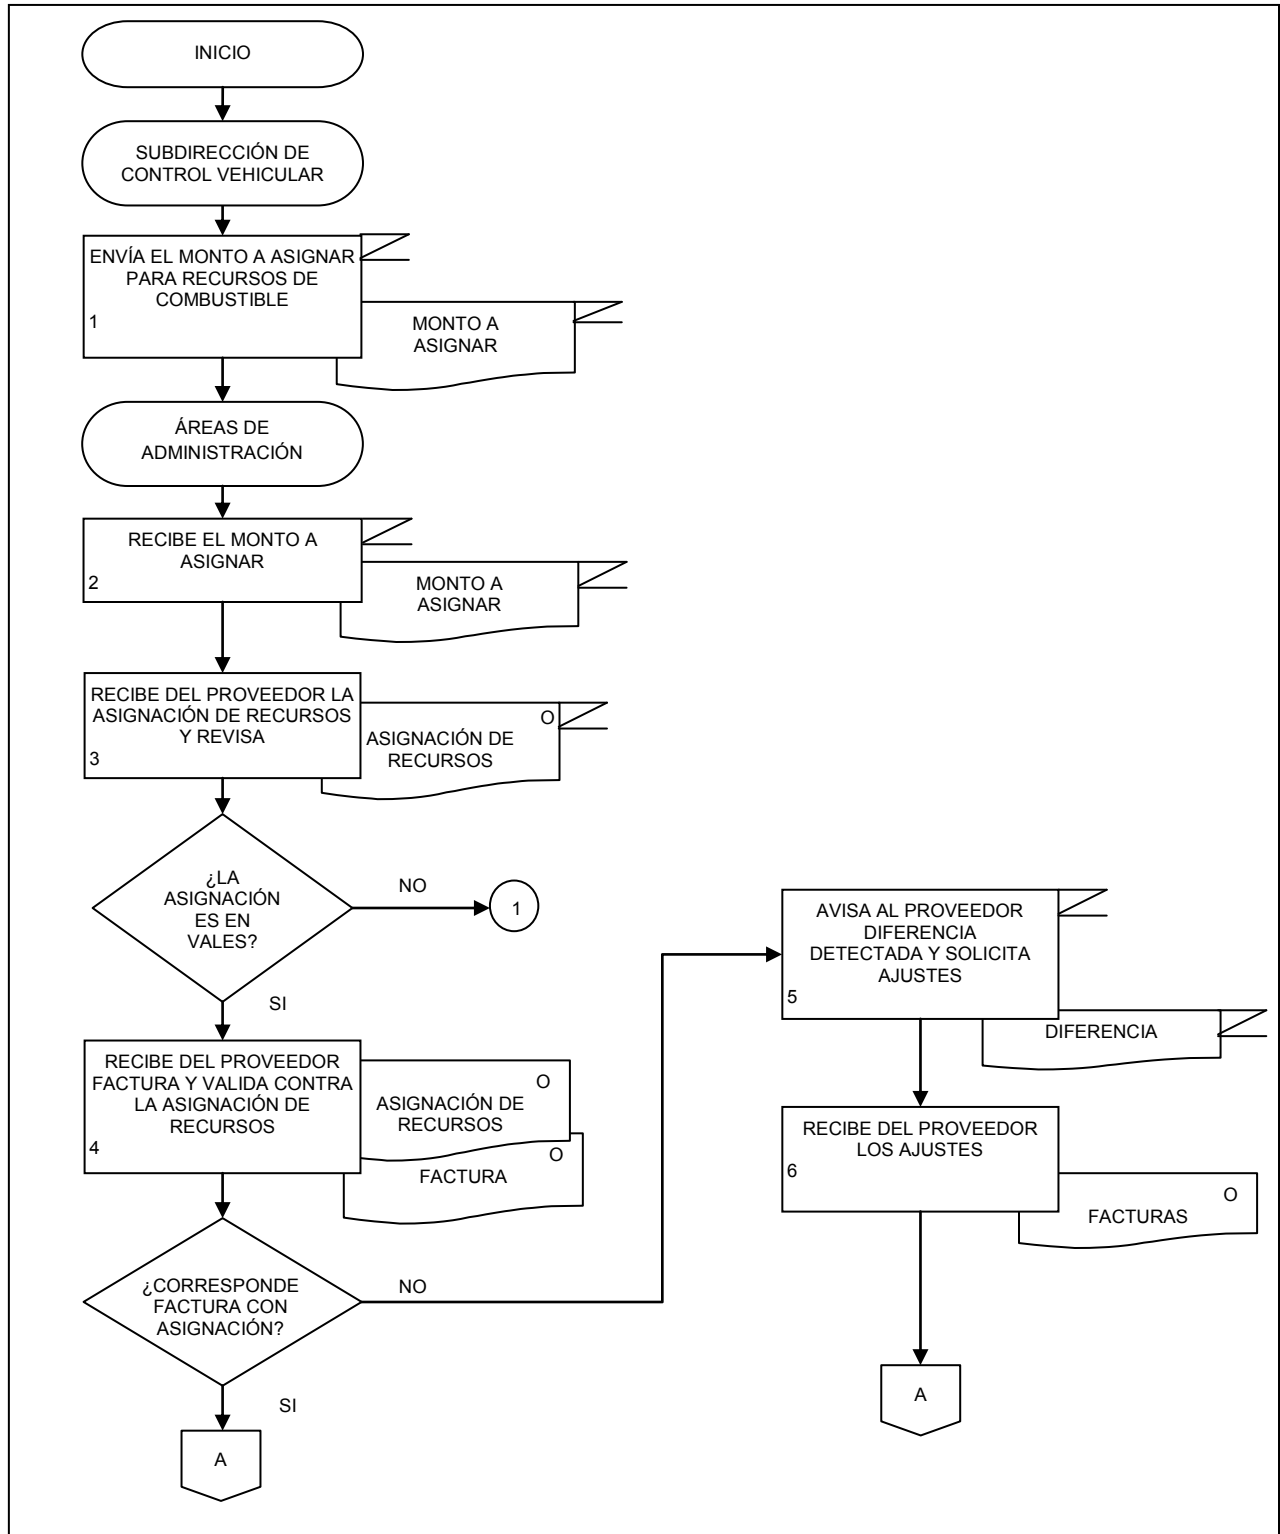 INICIO
SUBDIRECCIÓN DE
CONTROL VEHICULAR
ENVÍA EL MONTO A ASIGNAR
PARA RECURSOS DE
COMBUSTIBLE
1
MONTO A
ASIGNAR
ÁREAS DE
ADMINISTRACIÓN
RECIBE EL MONTO A
ASIGNAR
2
MONTO A
ASIGNAR
RECIBE DEL PROVEEDOR LA
ASIGNACIÓN DE RECURSOS
Y REVISA
3
O
ASIGNACIÓN DE
RECURSOS
¿LA
ASIGNACIÓN
ES EN
VALES?
NO
1
SI
RECIBE DEL PROVEEDOR
FACTURA Y VALIDA CONTRA
LA ASIGNACIÓN DE
RECURSOS
4
O
ASIGNACIÓN DE
RECURSOS
O
FACTURA
¿CORRESPONDE
FACTURA CON
ASIGNACIÓN?
NO
SI
A
AVISA AL PROVEEDOR
DIFERENCIA
DETECTADA Y SOLICITA
AJUSTES
5
DIFERENCIA
RECIBE DEL PROVEEDOR
LOS AJUSTES
6
O
FACTURAS
A